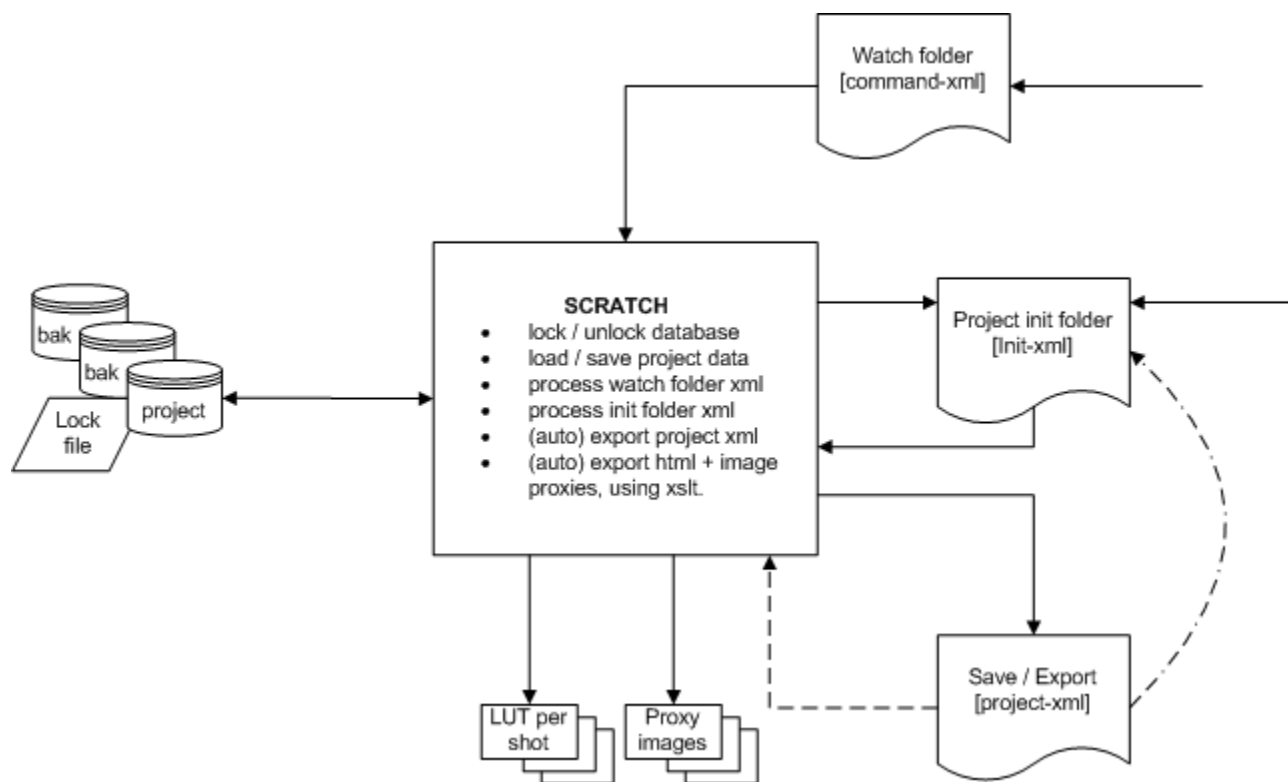 Watch folder
[command-xml]
SCRATCH
• lock / unlock database
• load / save project data
• process watch folder xml
• process init folder xml
• (auto) export project xml
• (auto) export html + image
proxies, using xslt.
bak
bak
project
Lock
file
Project init folder
[Init-xml]
Save / Export
[project-xml]
LUT per
shot
Proxy
images